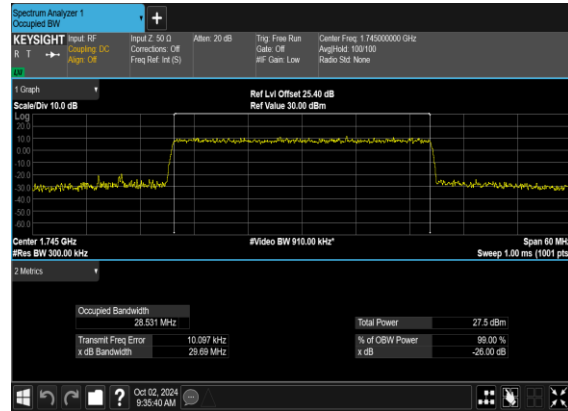 Spectrum Analyzer 1
Occupied BW
+
KEYSIGHT Input: RF Input Z: 50 Ω Atten: 20 dB Trig: Free Run Center Freq: 1.745000000 GHz
R T Coupling: DC Corrections: Off Gate: Off Avg|Hold: 100/100
Align: Off Freq Ref: Int (S) #IF Gain: Low Radio Std: None
LXI
1 Graph Ref Lvl Offset 25.40 dB
Scale/Div 10.0 dB Ref Value 30.00 dBm
Log
20.0
10.0
0.00
-10.0
-20.0
-30.0
-40.0
-50.0
-60.0
Center 1.745 GHz #Video BW 910.00 kHz* Span 60 MHz
#Res BW 300.00 kHz Sweep 1.00 ms (1001 pts
2 Metrics
Occupied Bandwidth
28.531 MHz Total Power 27.5 dBm
Transmit Freq Error 10.097 kHz % of OBW Power 99.00 %
x dB Bandwidth 29.69 MHz x dB -26.00 dB
? Oct 02, 2024
9:35:40 AM